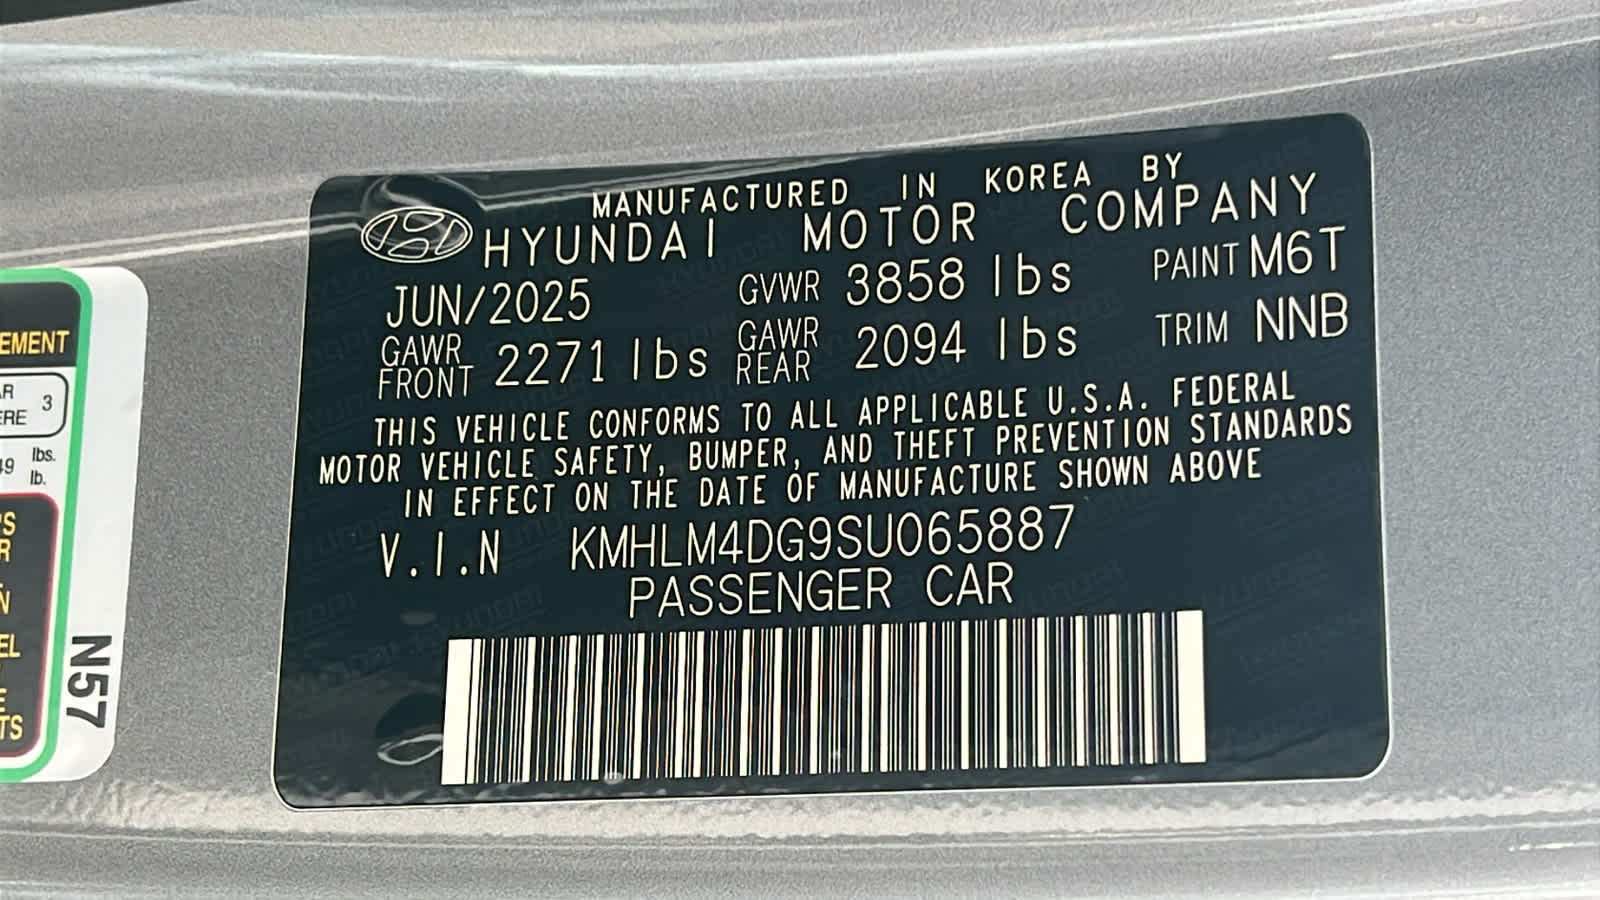 MANUFACTURED IN KOREA BY
HYUNDAI MOTOR COMPANY
JUN/2025 GVWR 3858 lbs PAINT M6T
GAWR FRONT 2271 lbs GAWR REAR 2094 lbs TRIM NNB
THIS VEHICLE CONFORMS TO ALL APPLICABLE U.S.A. FEDERAL
MOTOR VEHICLE SAFETY, BUMPER, AND THEFT PREVENTION STANDARDS
IN EFFECT ON THE DATE OF MANUFACTURE SHOWN ABOVE
V.I.N KMHLM4DG9SU065887
PASSENGER CAR
EMENT
3
lbs.
lb.
N57